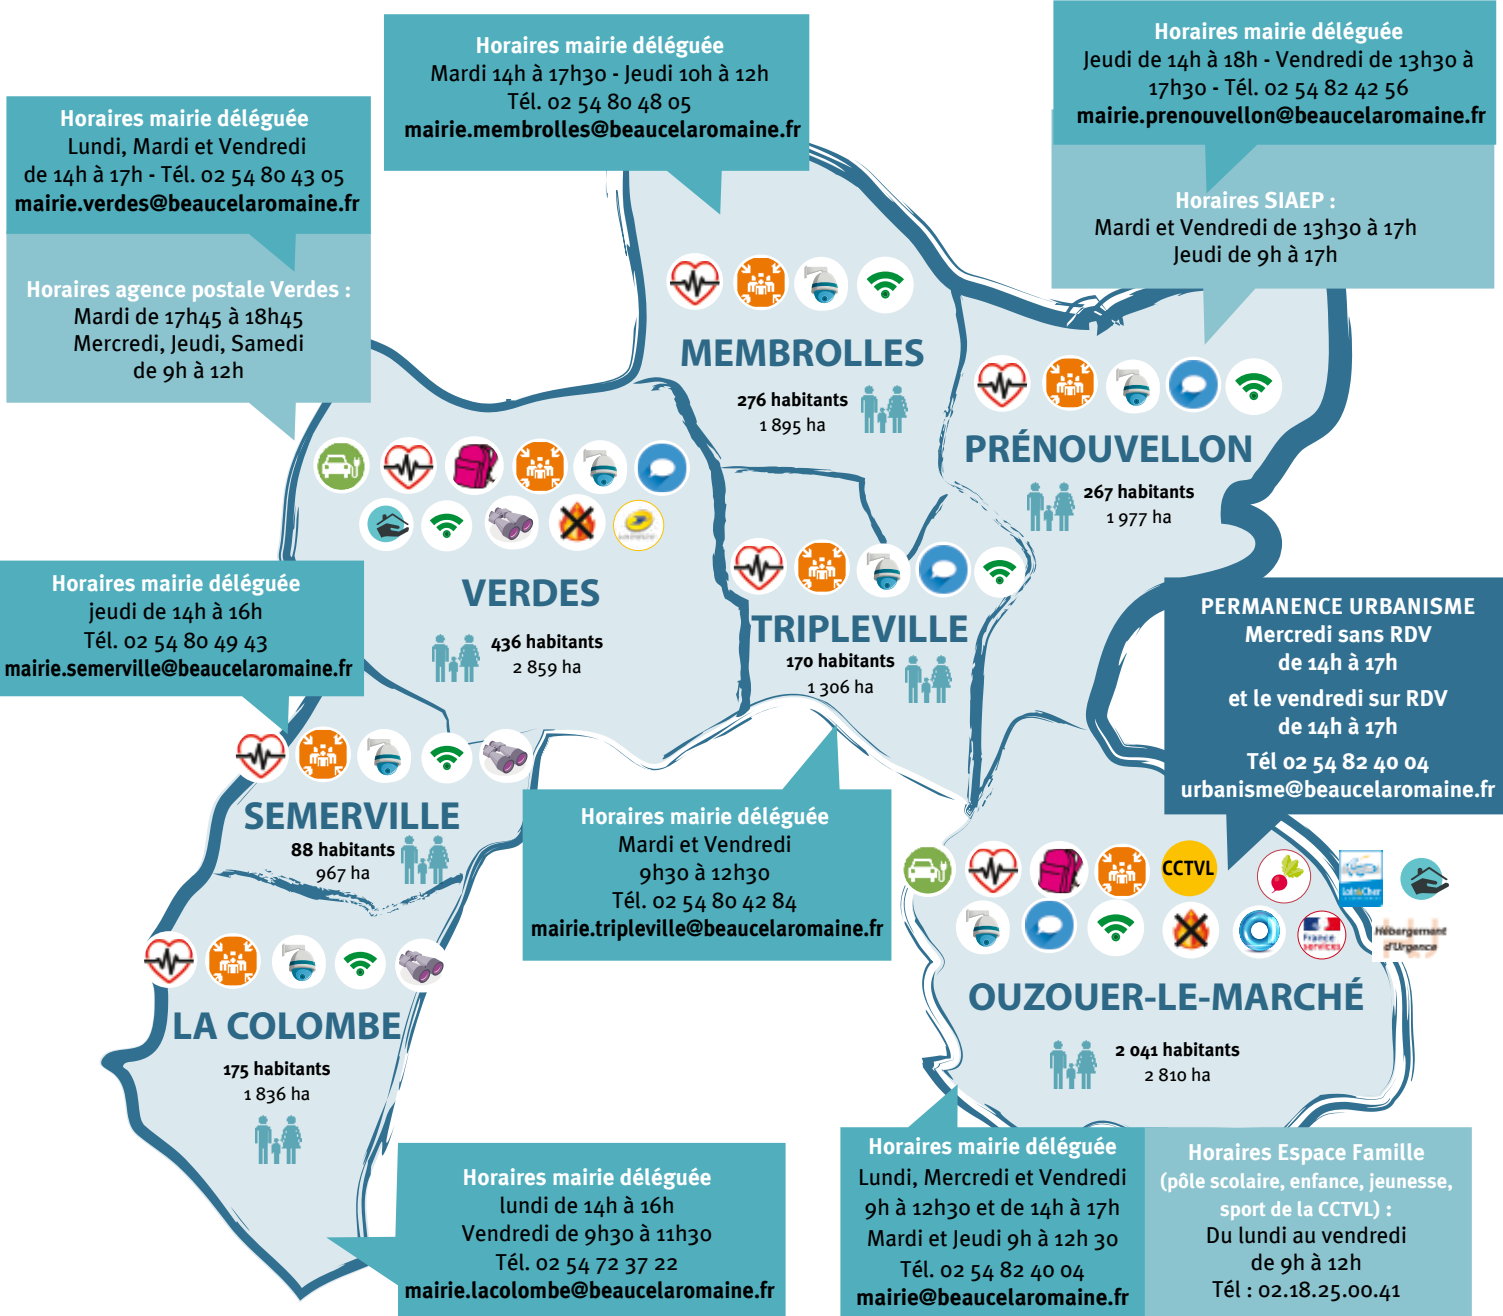 Horaires mairie déléguée
Mardi 14h à 17h30 - Jeudi 10h à 12h
Tél. 02 54 80 48 05
mairie.membrolles@beaucelaromaine.fr
Horaires mairie déléguée
Jeudi de 14h à 18h - Vendredi de 13h30 à
17h30 - Tél. 02 54 82 42 56
mairie.prenouvellon@beaucelaromaine.fr
Horaires SIAEP :
Mardi et Vendredi de 13h30 à 17h
Jeudi de 9h à 17h
Horaires mairie déléguée
Lundi, Mardi et Vendredi
de 14h à 17h - Tél. 02 54 80 43 05
mairie.verdes@beaucelaromaine.fr
Horaires agence postale Verdes :
Mardi de 17h45 à 18h45
Mercredi, Jeudi, Samedi
de 9h à 12h
MEMBROLLES
276 habitants
1 895 ha
PRÉNOUVELLON
267 habitants
1 977 ha
VERDES
436 habitants
2 859 ha
TRIPLEVILLE
170 habitants
1 306 ha
Horaires mairie déléguée
jeudi de 14h à 16h
Tél. 02 54 80 49 43
mairie.semerville@beaucelaromaine.fr
PERMANENCE URBANISME
Mercredi sans RDV
de 14h à 17h
et le vendredi sur RDV
de 14h à 17h
Tél 02 54 82 40 04
urbanisme@beaucelaromaine.fr
SEMERVILLE
88 habitants
967 ha
Horaires mairie déléguée
Mardi et Vendredi
9h30 à 12h30
Tél. 02 54 80 42 84
mairie.tripleville@beaucelaromaine.fr
CCTVL
Loir&Cher
France
services
Hébergement
d'Urgence
OUZOUER-LE-MARCHÉ
2 041 habitants
2 810 ha
LA COLOMBE
175 habitants
1 836 ha
Horaires mairie déléguée
lundi de 14h à 16h
Vendredi de 9h30 à 11h30
Tél. 02 54 72 37 22
mairie.lacolombe@beaucelaromaine.fr
Horaires mairie déléguée
Lundi, Mercredi et Vendredi
9h à 12h30 et de 14h à 17h
Mardi et Jeudi 9h à 12h 30
Tél. 02 54 82 40 04
mairie@beaucelaromaine.fr
Horaires Espace Famille
(pôle scolaire, enfance, jeunesse,
sport de la CCTVL) :
Du lundi au vendredi
de 9h à 12h
Tél : 02.18.25.00.41